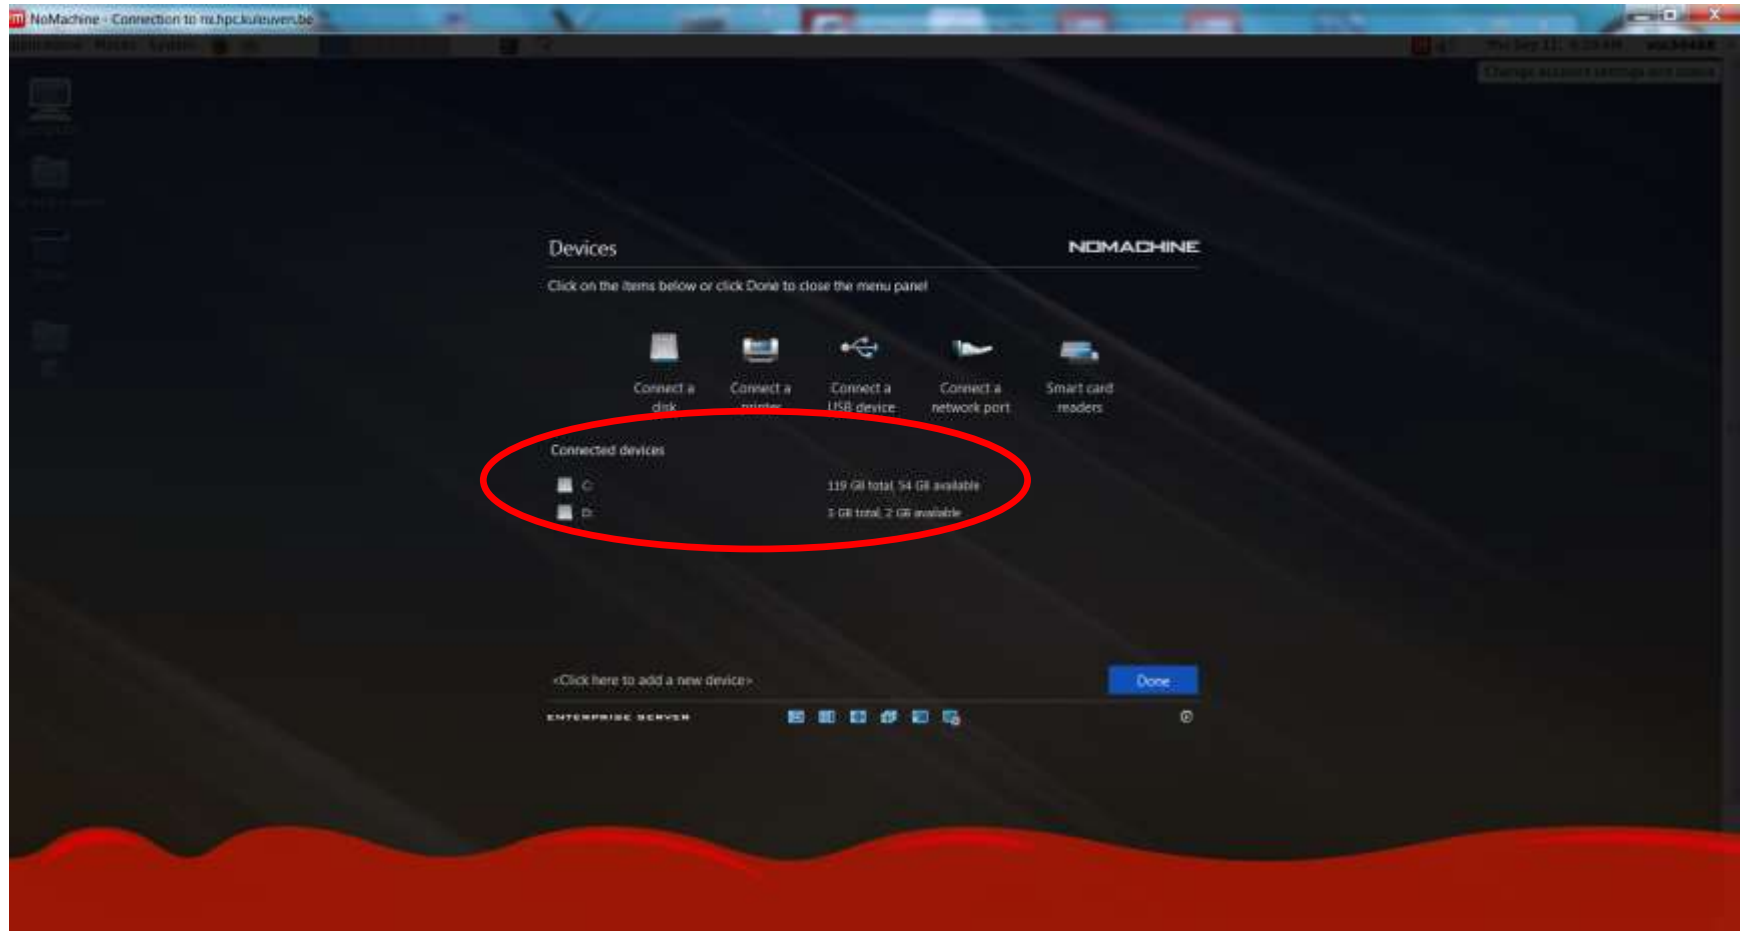 NoMachine - Connection to nx.hpc.kuleuven.be
Devices
NOMACHINE
Click on the items below or click Done to close the menu panel
Connect a disk
Connect a printer
Connect a USB device
Connect a network port
Smart card readers
Connected devices
C: 119 GB total, 54 GB available
D: 3 GB total, 2 GB available
<Click here to add a new device>
Done
ENTERPRISE SERVER